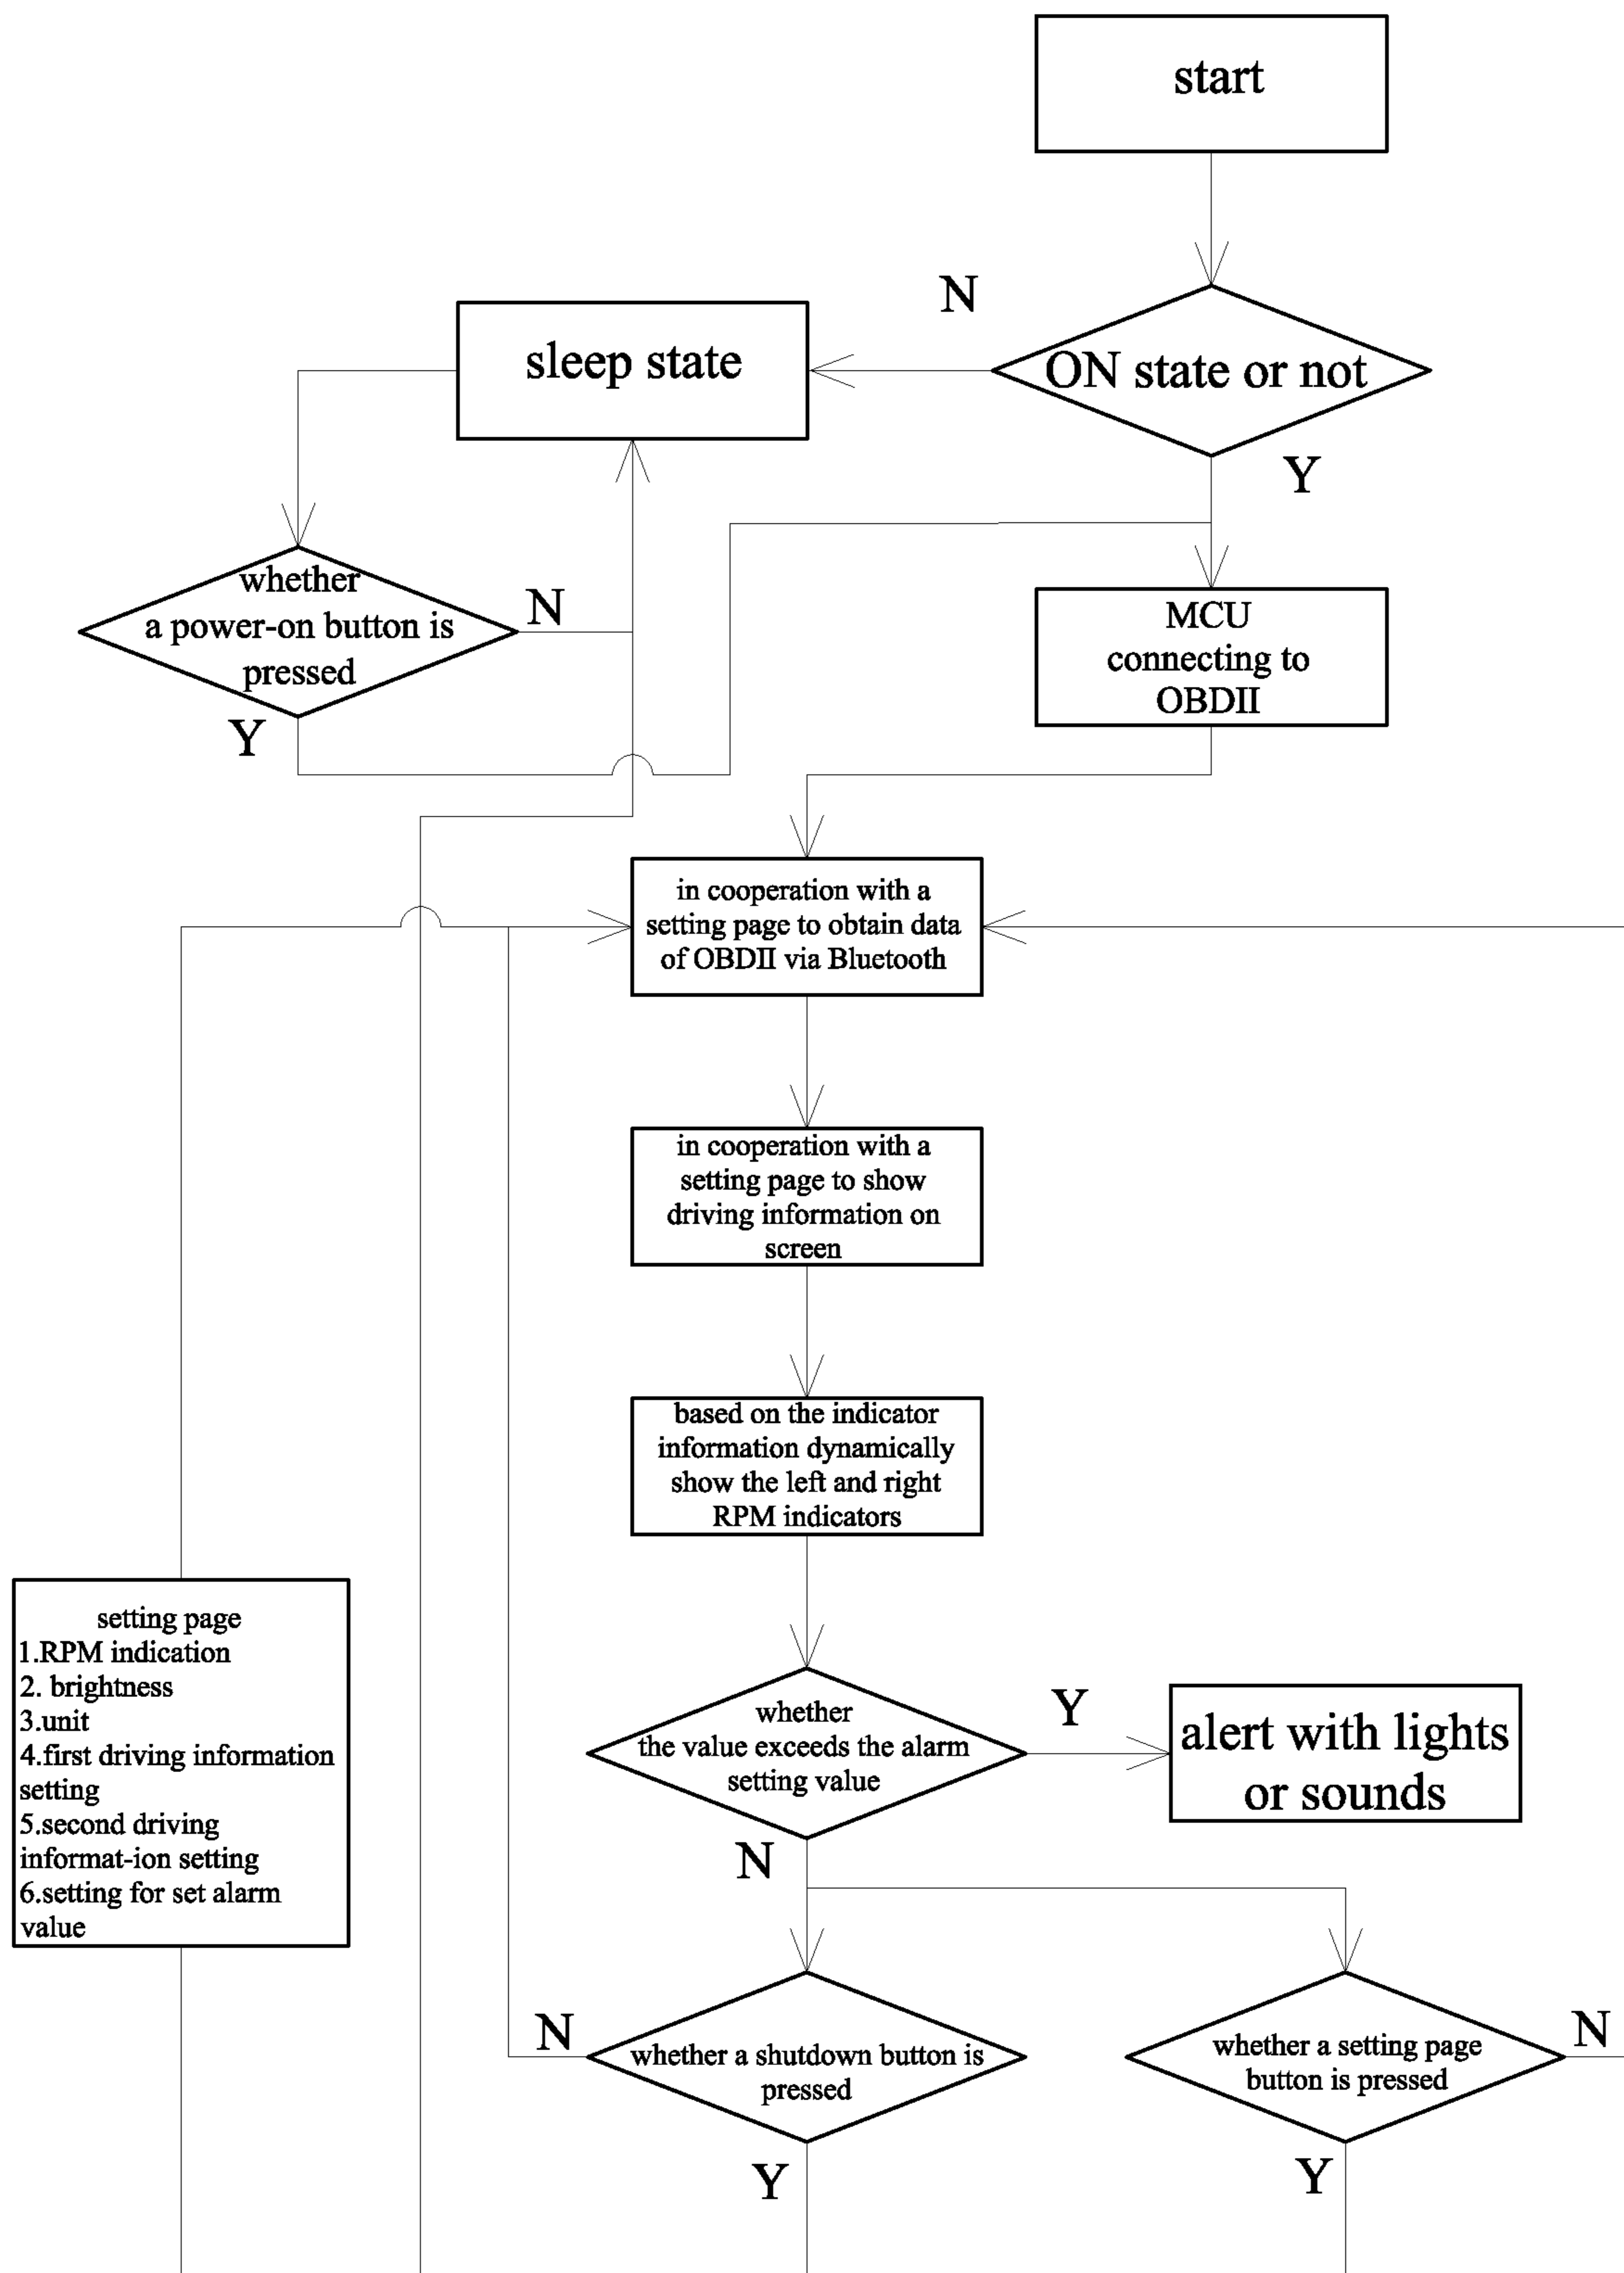 start
N
ON state or not
sleep state
Y
whether
a power-on button is
pressed
N
Y
MCU
connecting to
OBDII
in cooperation with a
setting page to obtain data
of OBDII via Bluetooth
in cooperation with a
setting page to show
driving information on
screen
based on the indicator
information dynamically
show the left and right
RPM indicators
setting page
1.RPM indication
2. brightness
3.unit
4.first driving information
setting
5.second driving
informat-ion setting
6.setting for set alarm
value
whether
the value exceeds the alarm
setting value
Y
alert with lights
or sounds
N
N
whether a shutdown button is
pressed
Y
whether a setting page
button is pressed
N
Y